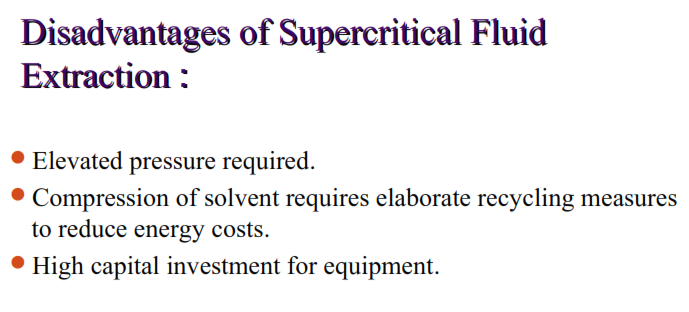 Disadvantages of Supercritical Fluid
Extraction :
• Elevated pressure required.
• Compression of solvent requires elaborate recycling measures
to reduce energy costs.
• High capital investment for equipment.